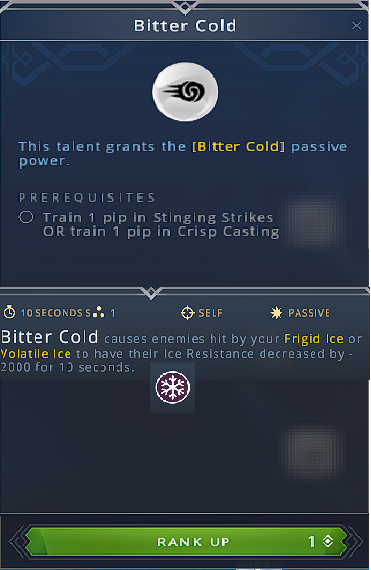 Bitter Cold
This talent grants the [Bitter Cold] passive
power.
PREREQUISITES
Train 1 pip in Stinging Strikes
OR train 1 pip in Crisp Casting
10 SECONDS 1 SELF PASSIVE
Bitter Cold causes enemies hit by your Frigid Ice or
Volatile Ice to have their Ice Resistance decreased by -
2000 for 10 seconds.
RANK UP 1